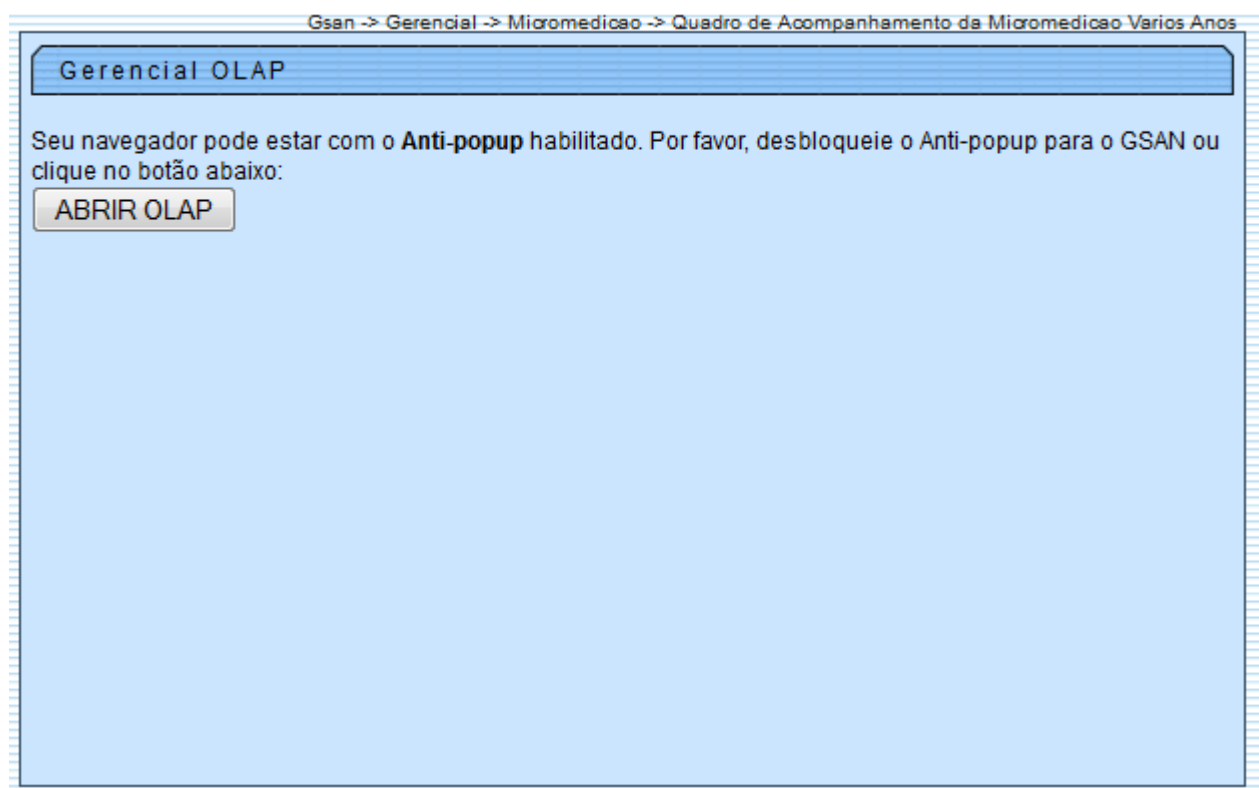 Gsan -> Gerencial -> Micromedicao -> Quadro de Acompanhamento da Micromedicao Varios Anos
Gerencial OLAP
Seu navegador pode estar com o Anti-popup habilitado. Por favor, desbloqueie o Anti-popup para o GSAN ou
clique no botão abaixo:
ABRIR OLAP